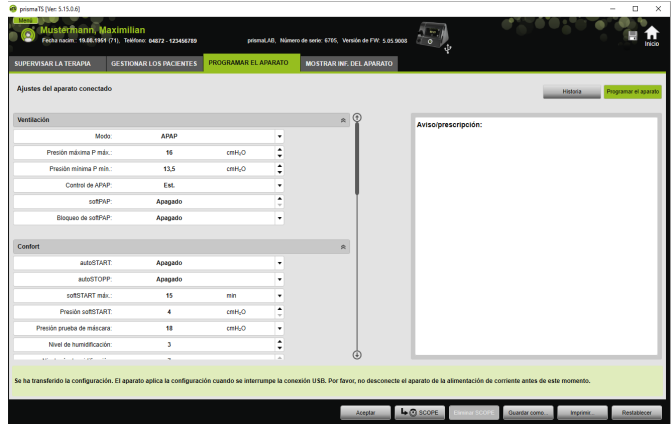 prismaTS [Ver: 5.15.0.6]
Menú
Mustermann, Maximilian
Fecha nacim.: 19.08.1951 (71), Teléfono: 04872 - 123456789
prismaLAB, Número de serie: 6705, Versión de FW: 5.05.9008
Inicio
SUPERVISAR LA TERAPIA
GESTIONAR LOS PACIENTES
PROGRAMAR EL APARATO
MOSTRAR INF. DEL APARATO
Ajustes del aparato conectado
Historia
Programar el aparato
Ventilación
Modo: APAP
Presión máxima P máx.: 16 cmH₂O
Presión mínima P mín.: 13,5 cmH₂O
Control de APAP: Est.
softPAP: Apagado
Bloqueo de softPAP: Apagado
Confort
autoSTART: Apagado
autoSTOPP: Apagado
softSTART máx.: 15 min
Presión softSTART: 4 cmH₂O
Presión prueba de máscara: 18 cmH₂O
Nivel de humidificación: 3
Aviso/prescripción:
Se ha transferido la configuración. El aparato aplica la configuración cuando se interrumpe la conexión USB. Por favor, no desconecte el aparato de la alimentación de corriente antes de este momento.
Aceptar
SCOPE
Eliminar SCOPE
Guardar como...
Imprimir...
Restablecer